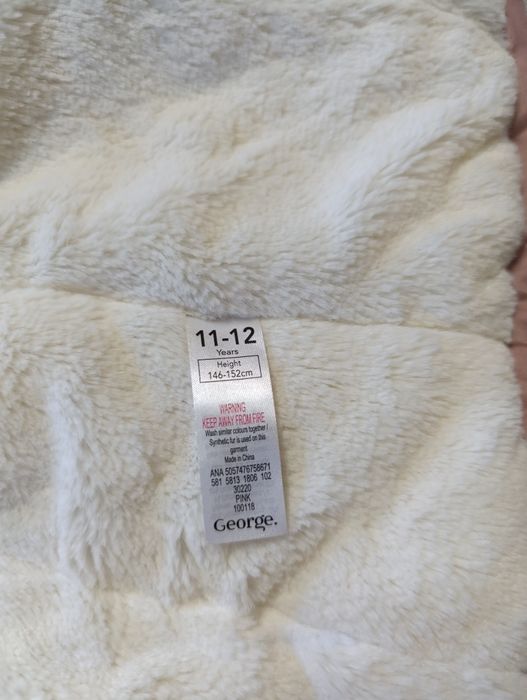 11-12
Years
Height
146-152cm
WARNING
KEEP AWAY FROM FIRE
Wash similar colours together /
Synthetic fur is used on this
garment
Made in China
ANA 5057476758671
581 5813 1806 102
30220
PINK
100118
George.